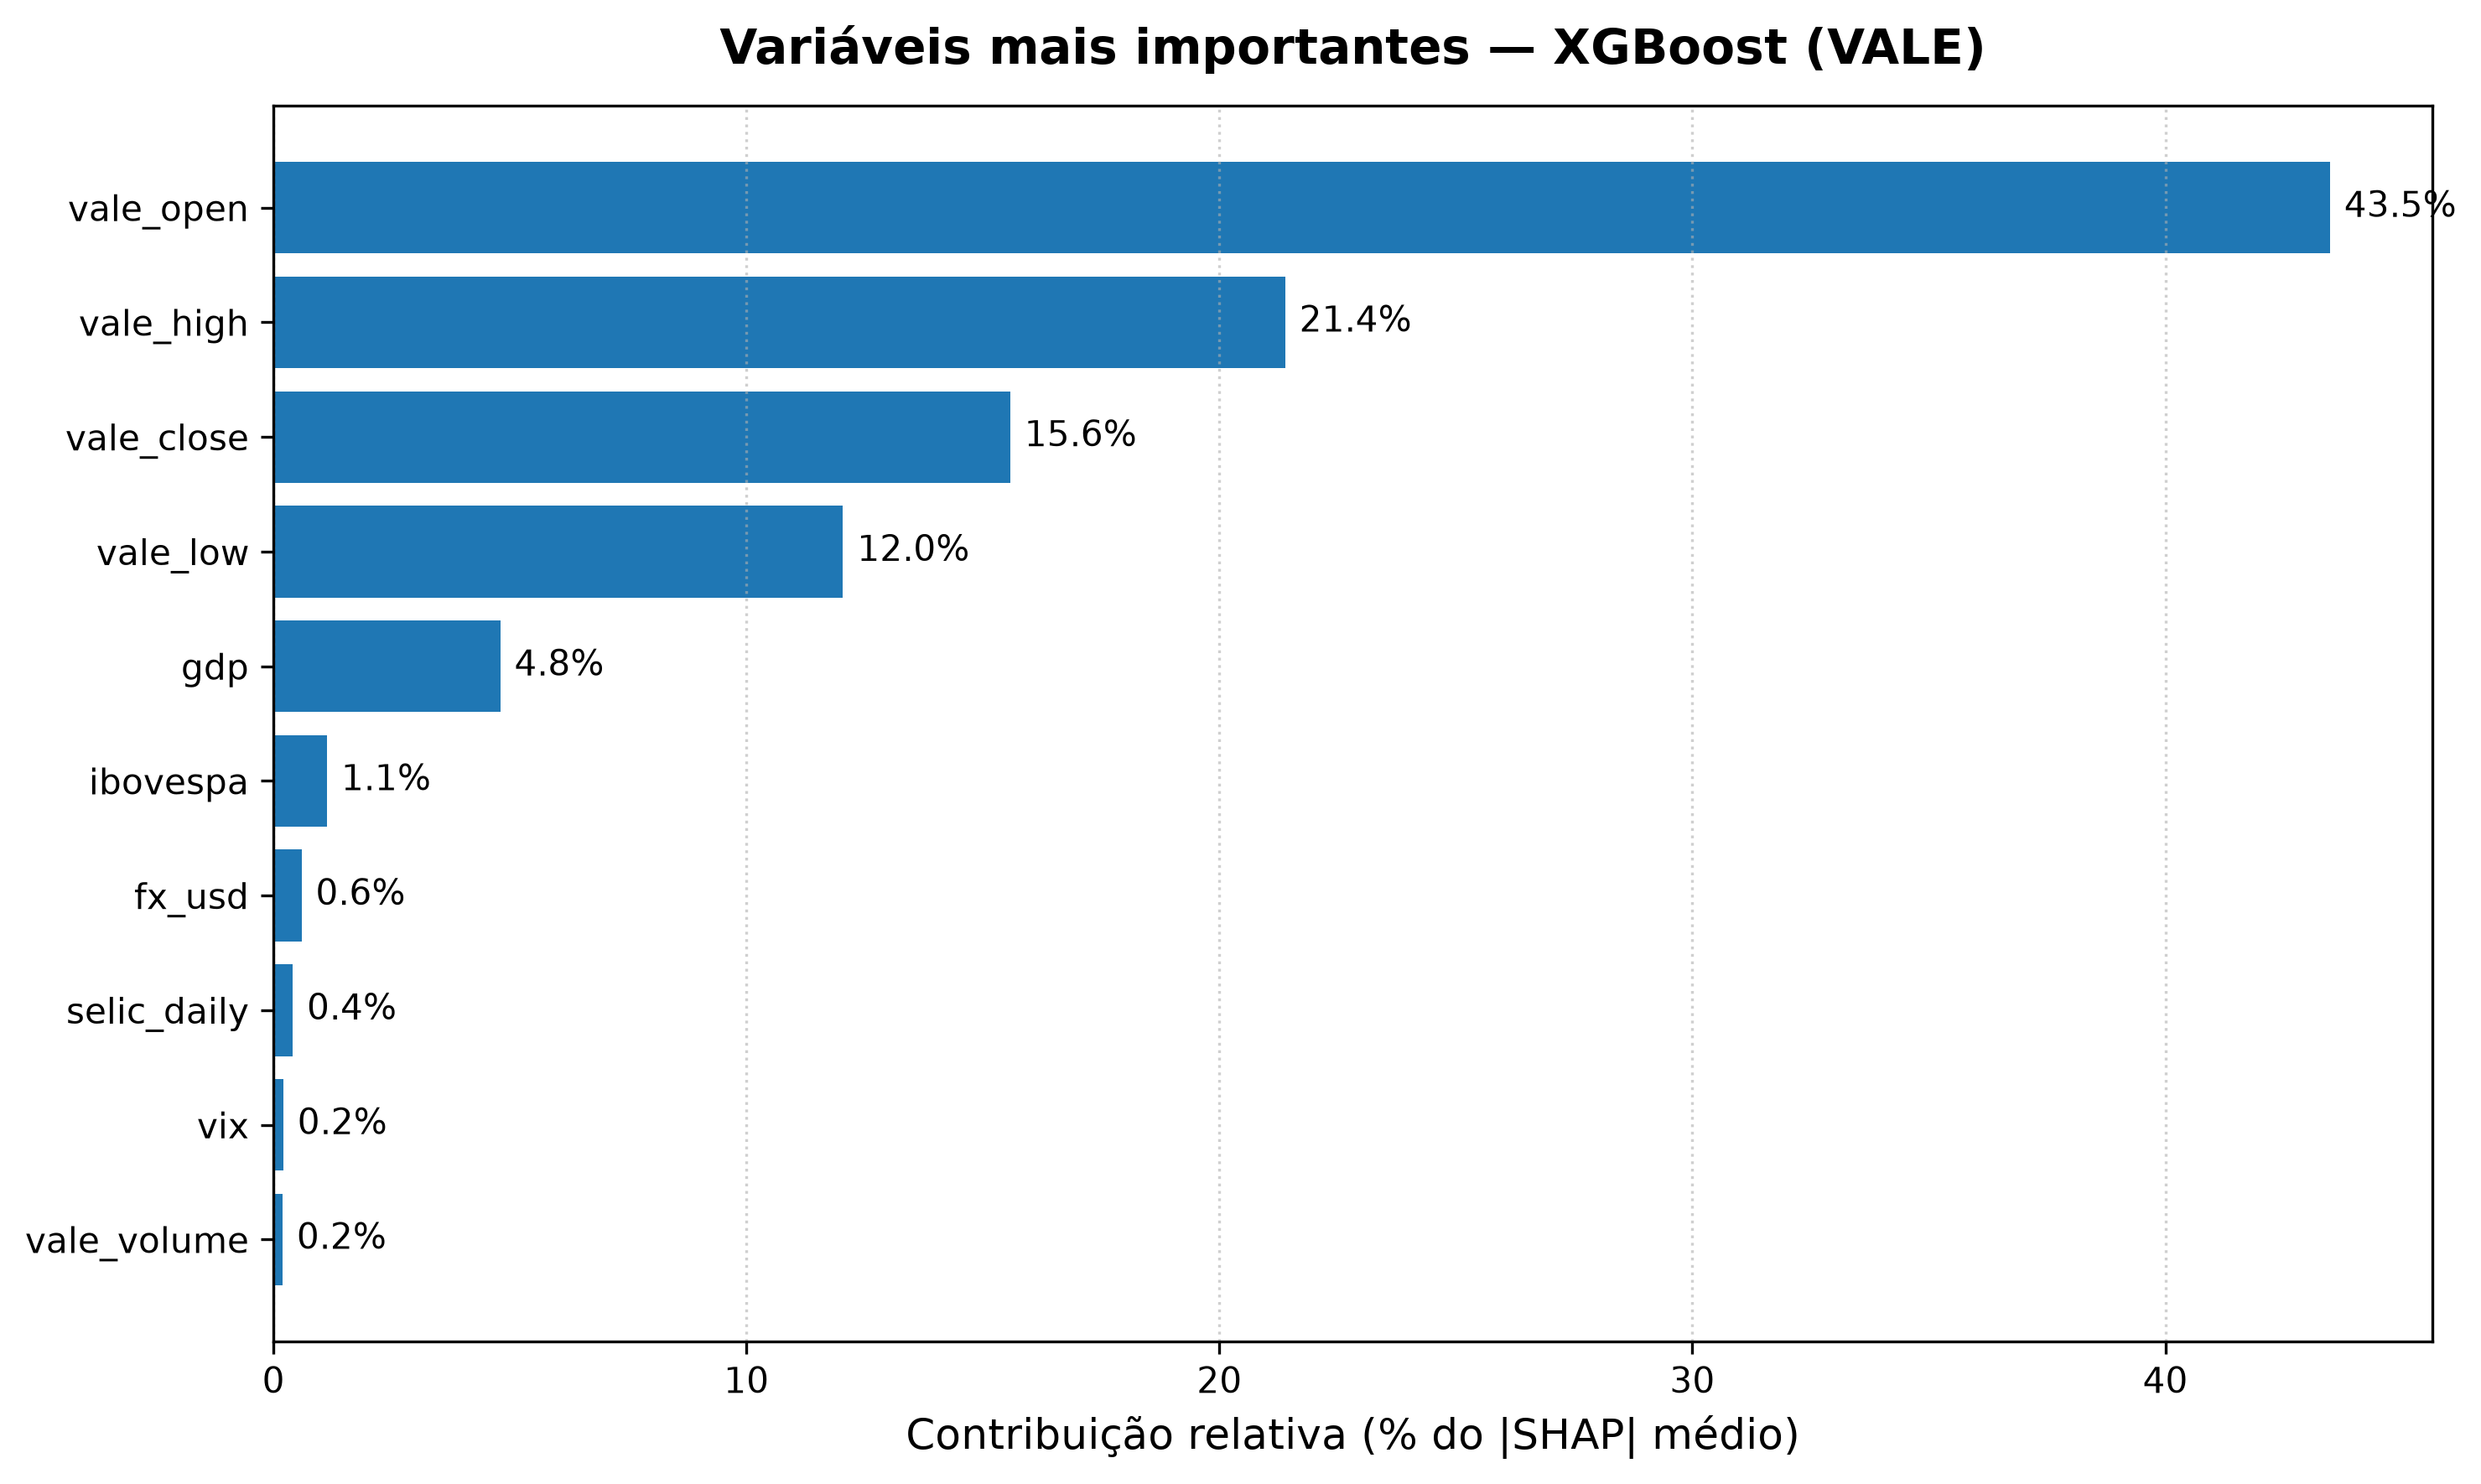 Variáveis mais importantes — XGBoost (VALE)
vale_open 43.5%
vale_high 21.4%
vale_close 15.6%
vale_low 12.0%
gdp 4.8%
ibovespa 1.1%
fx_usd 0.6%
selic_daily 0.4%
vix 0.2%
vale_volume 0.2%
0 10 20 30 40
Contribuição relativa (% do |SHAP| médio)